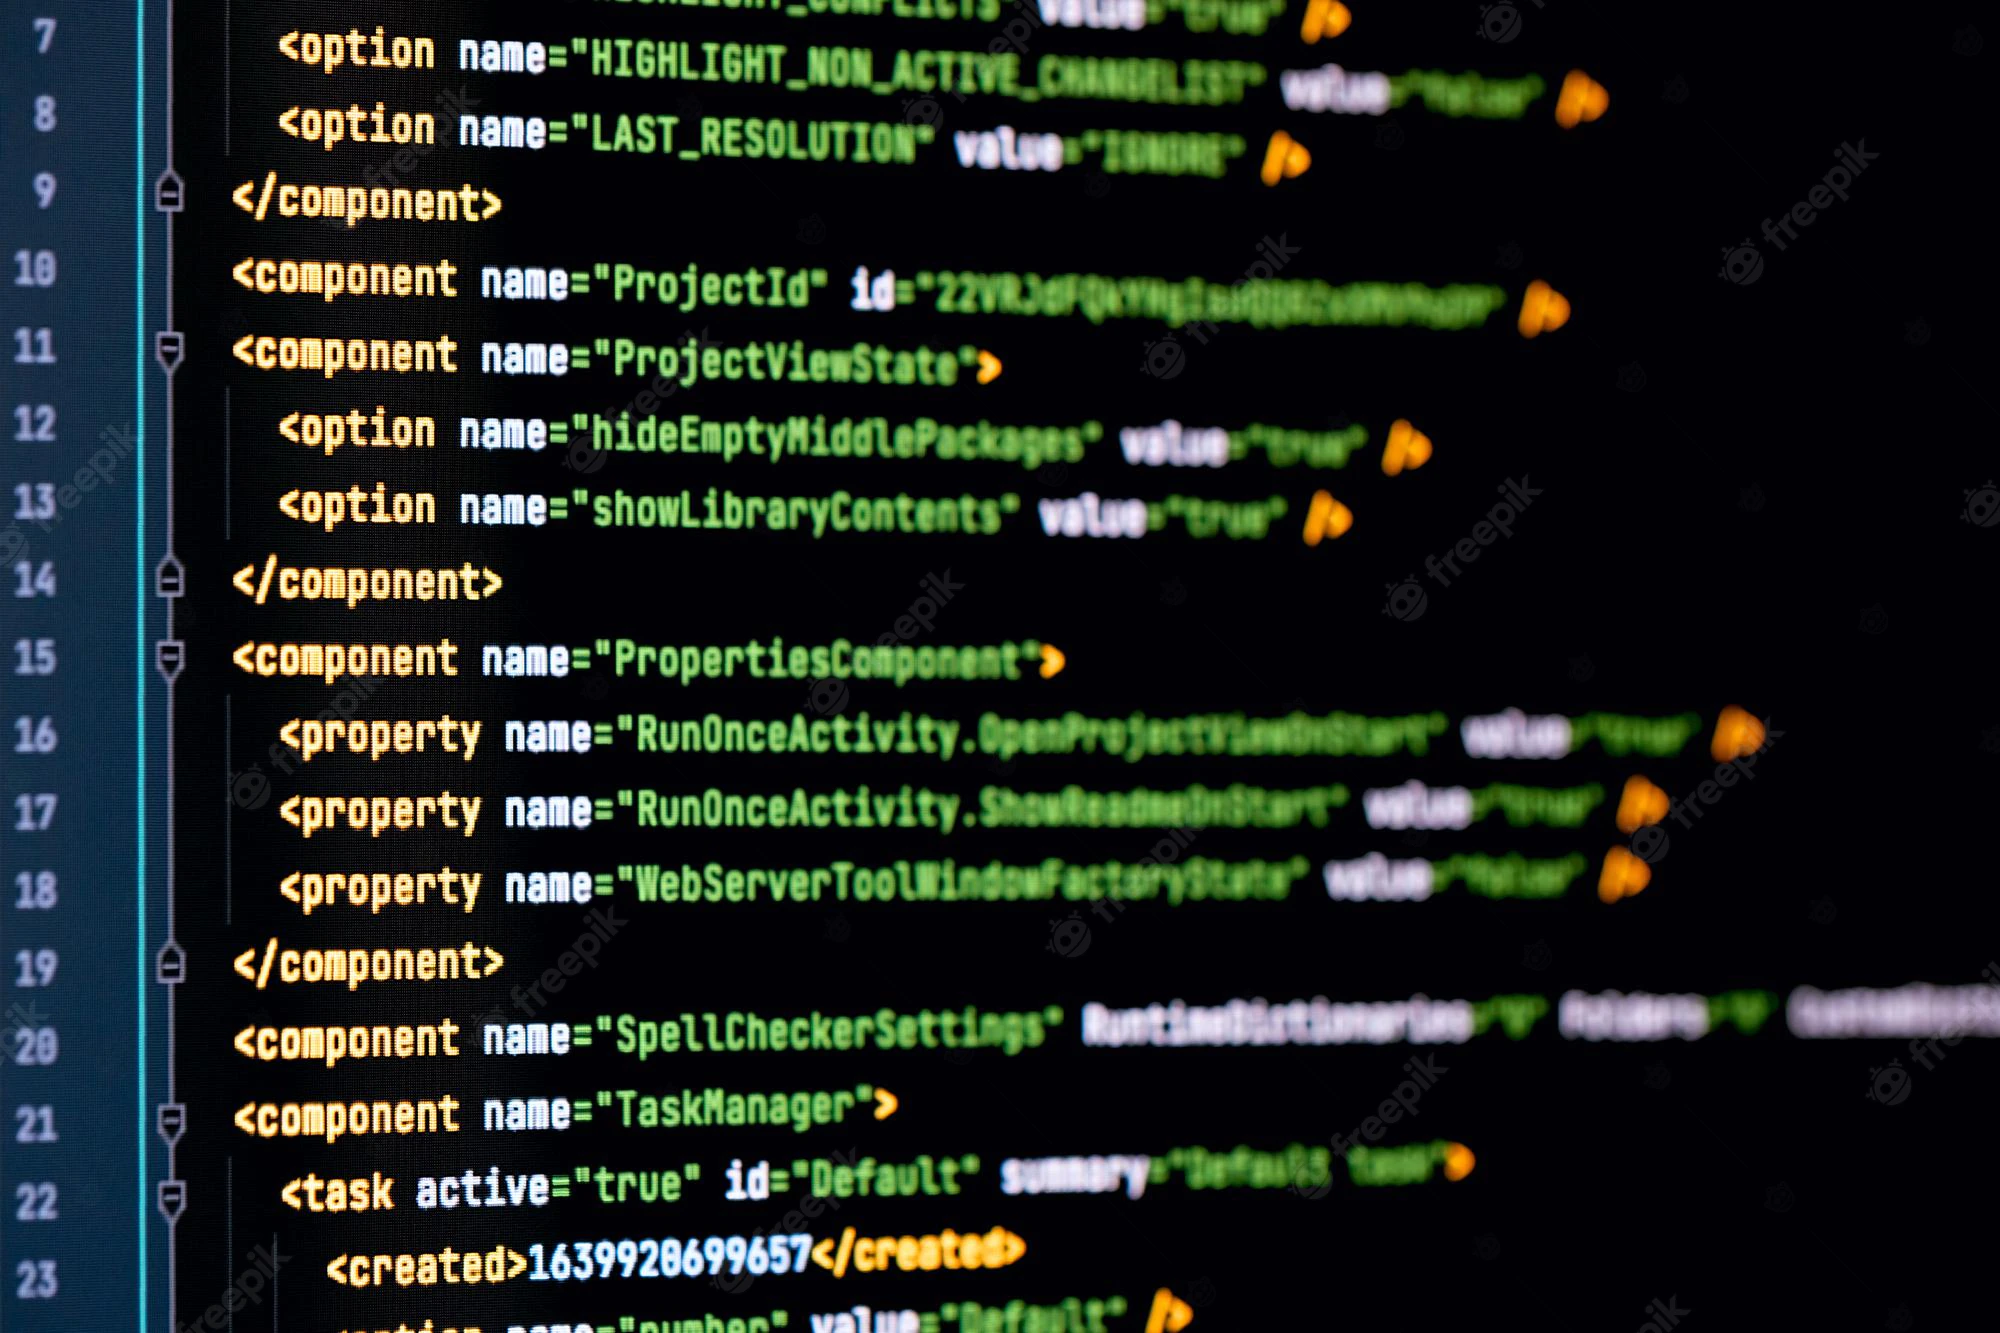 value="true" />
7 <option name="HIGHLIGHT_NON_ACTIVE_CHANGELIST" value="false" />
8 <option name="LAST_RESOLUTION" value="IGNORE" />
9 </component>
10 <component name="ProjectId" id=" />
11 <component name="ProjectViewState">
12 <option name="hideEmptyMiddlePackages" value="true" />
13 <option name="showLibraryContents" value="true" />
14 </component>
15 <component name="PropertiesComponent">
16 <property name="RunOnceActivity.OpenProjectViewOnStart" value="true" />
17 <property name="RunOnceActivity.ShowReadmeOnStart" value="true" />
18 <property name="WebServerToolWindowFactoryState" value="false" />
19 </component>
20 <component name="SpellCheckerSettings" RuntimeDictionaries="0" Folders="0"
21 <component name="TaskManager">
22 <task active="true" id="Default" summary="Default task">
23 <created>1639920699657</created>
<option name="number" value="Default" />
freepik